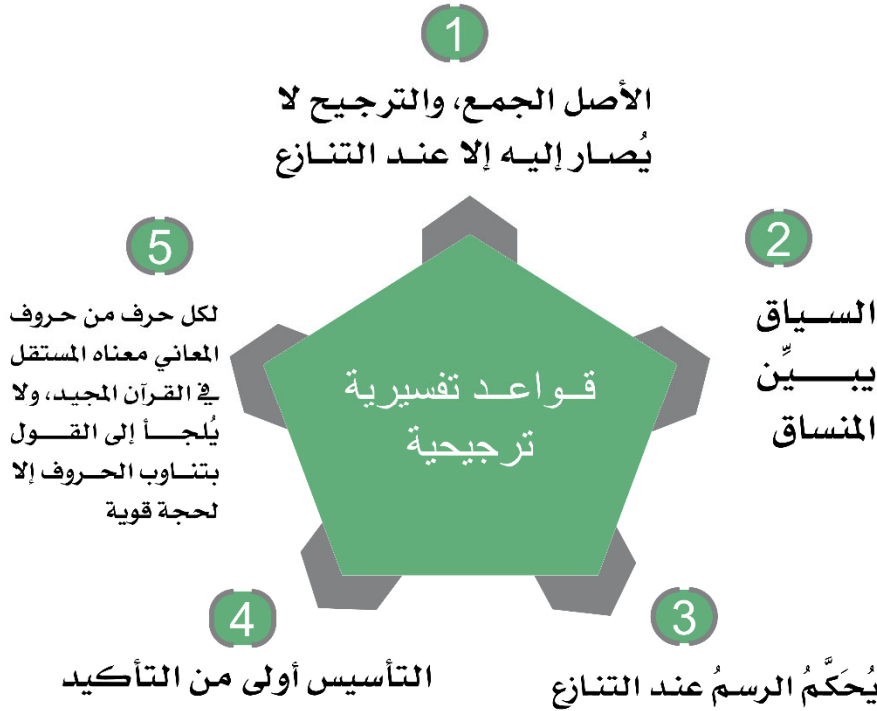 1
الأصل الجمع، والترجيح لا
يُصار إليه إلا عند التنازع
2
السياق
يبيِّن
المنساق
3
يُحَكَّمُ الرسمُ عند التنازع
4
التأسيس أولى من التأكيد
5
لكل حرف من حروف
المعاني معناه المستقل
في القرآن المجيد، ولا
يُلجأ إلى القول
بتناوب الحروف إلا
لحجة قوية
قواعد تفسيرية
ترجيحية